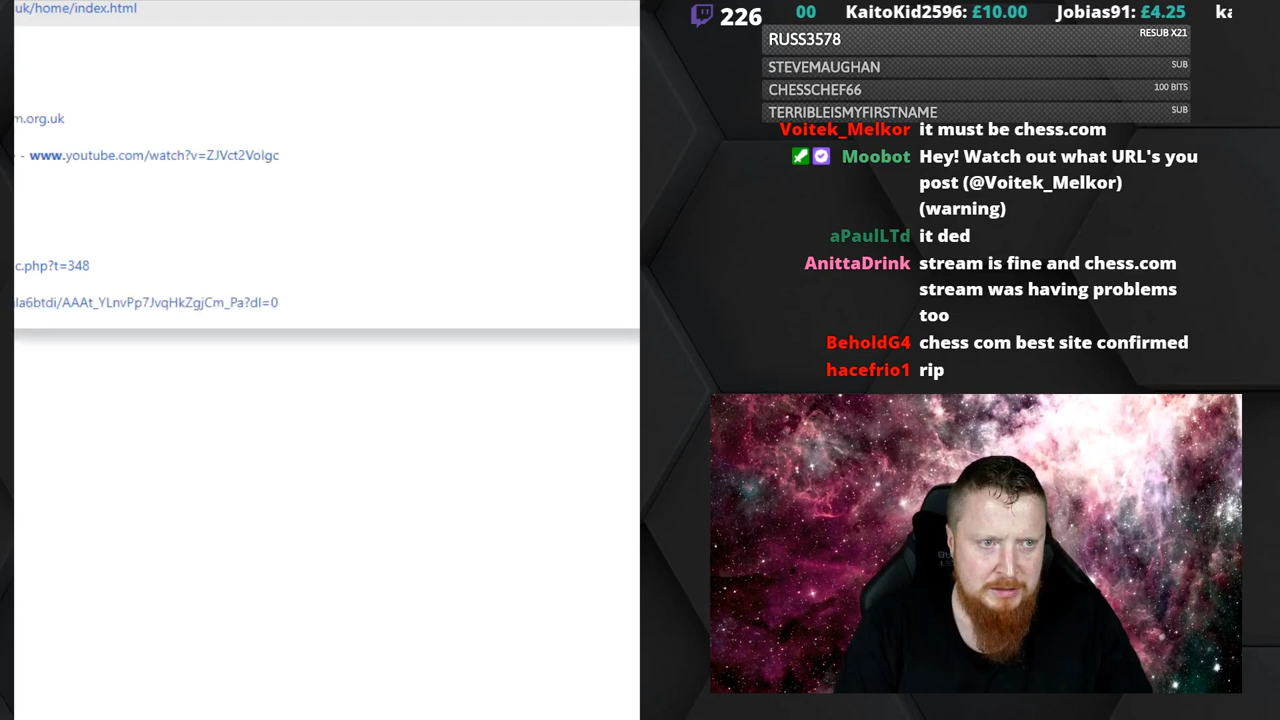 uk/home/index.html
m.org.uk
- www.youtube.com/watch?v=ZJVct2VoIgc
c.php?t=348
la6btdi/AAAt_YLnvPp7JvqHkZgjCm_Pa?dl=0
226
00 KaitoKid2596: £10.00 Jobias91: £4.25 ka
RUSS3578 RESUB X21
STEVEMAUGHAN SUB
CHESSCHEF66 100 BITS
TERRIBLEISMYFIRSTNAME SUB
Voitek_Melkor it must be chess.com
Moobot Hey! Watch out what URL's you
post (@Voitek_Melkor)
(warning)
aPaulLTd it ded
AnittaDrink stream is fine and chess.com
stream was having problems
too
BeholdG4 chess com best site confirmed
hacefrio1 rip